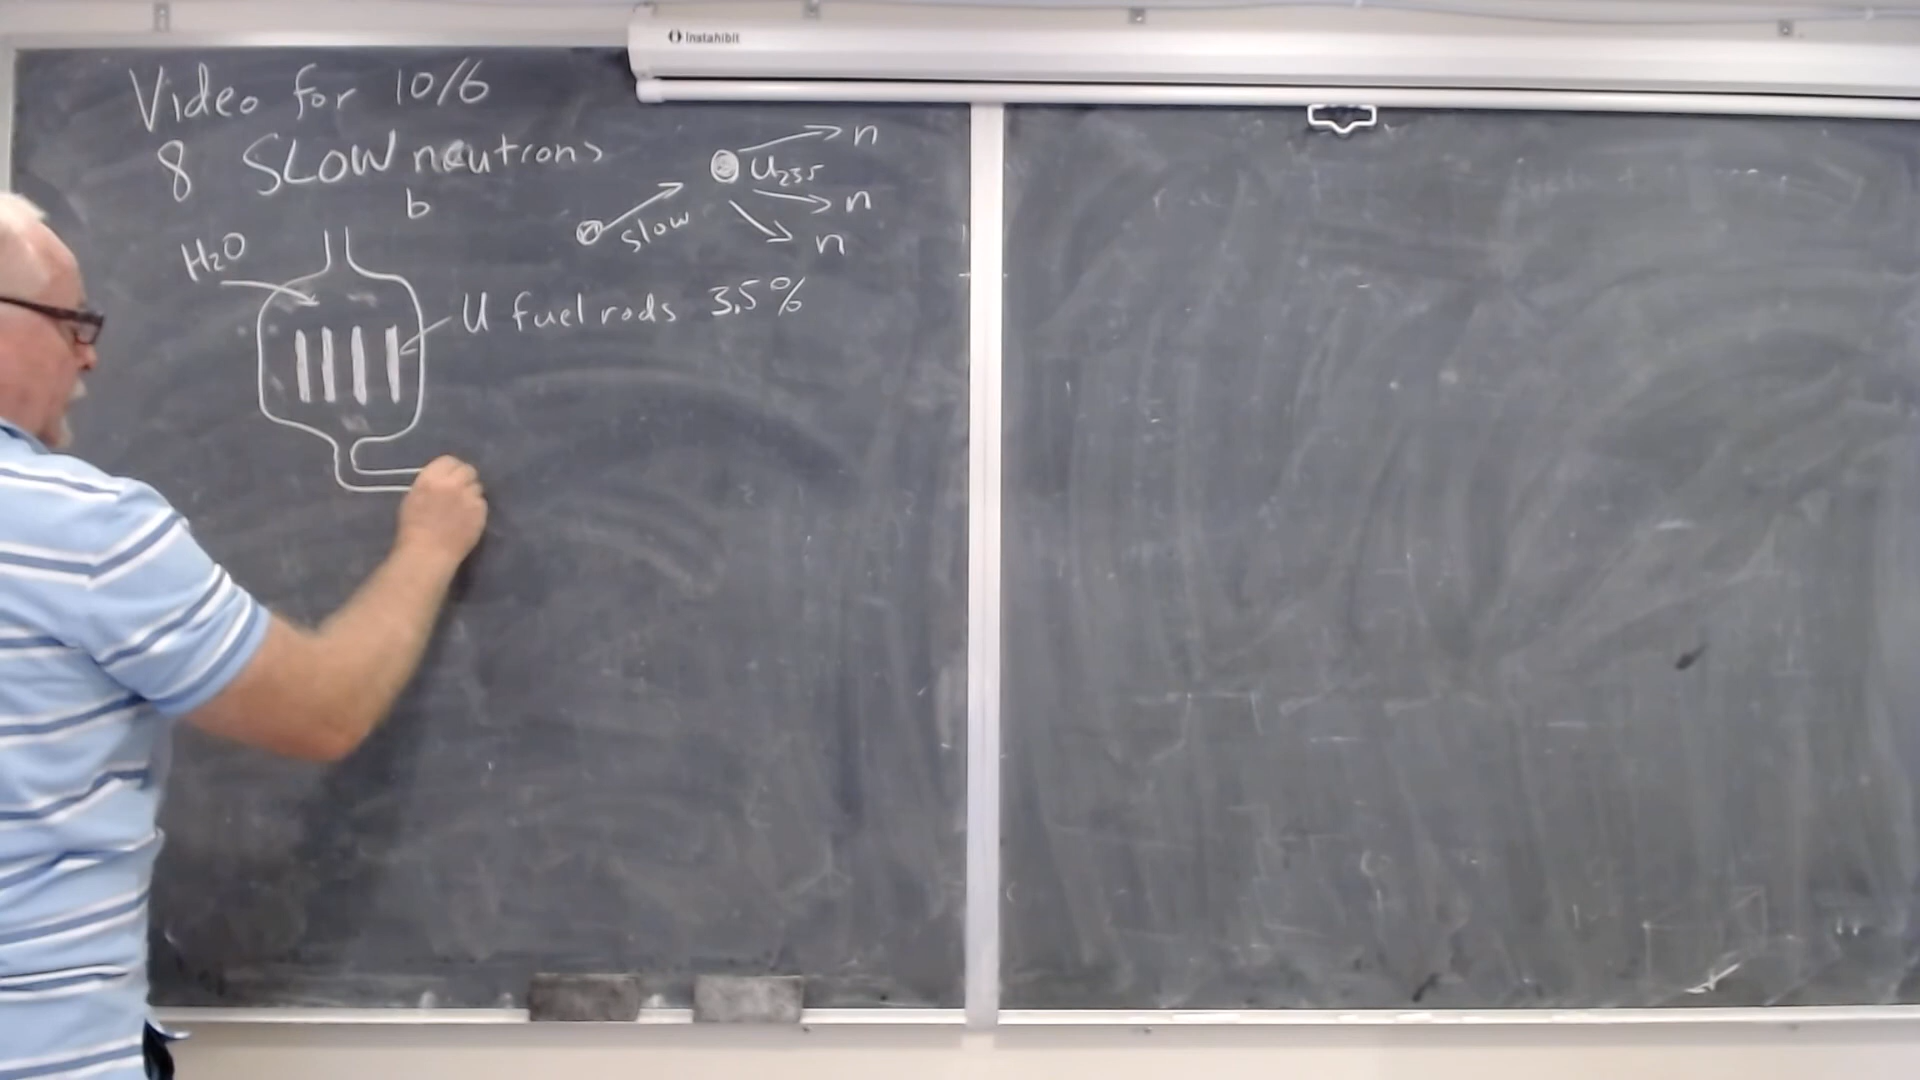 Instahibit
Video for 10/6
8 SLOW neutrons
b
n
U235
n
n
n
slow
H2O
U fuel rods 3.5%